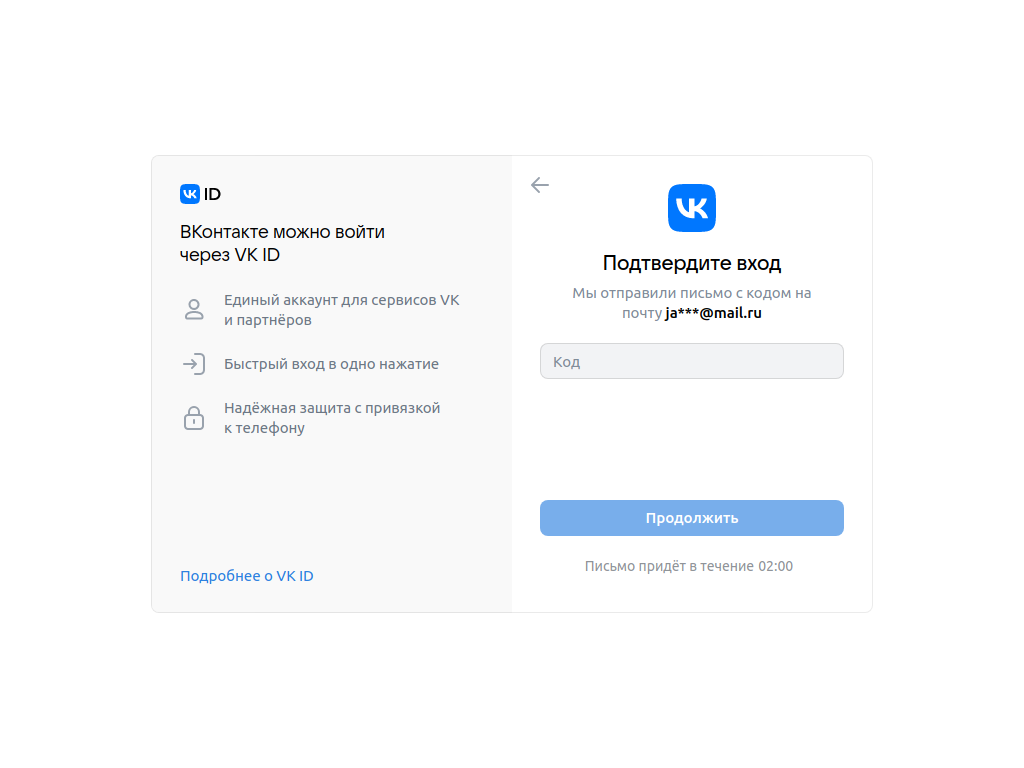 VK ID
ВКонтакте можно войти
через VK ID
Единый аккаунт для сервисов VK
и партнёров
Быстрый вход в одно нажатие
Надёжная защита с привязкой
к телефону
Подробнее о VK ID
VK
Подтвердите вход
Мы отправили письмо с кодом на
почту ja***@mail.ru
Код
Продолжить
Письмо придёт в течение 02:00